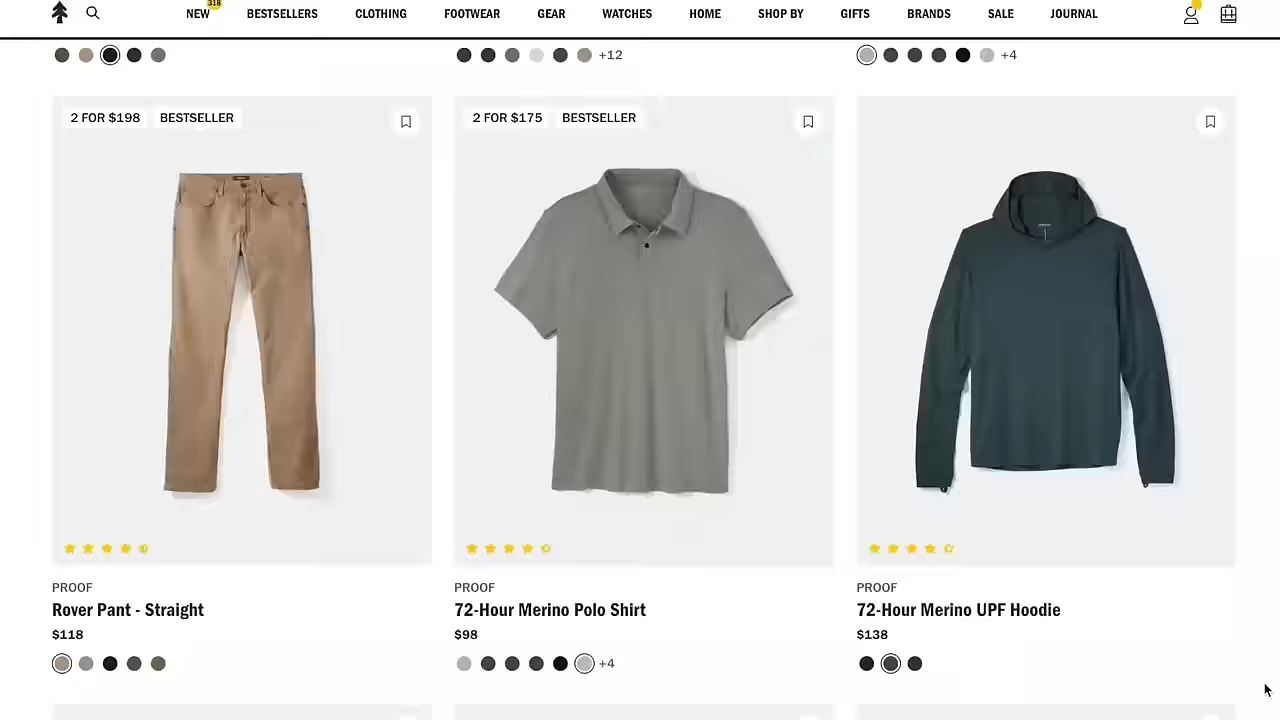 318
NEW BESTSELLERS CLOTHING FOOTWEAR GEAR WATCHES HOME SHOP BY GIFTS BRANDS SALE JOURNAL
+12 +4
2 FOR $198 BESTSELLER
2 FOR $175 BESTSELLER
PROOF
Rover Pant - Straight
$118
PROOF
72-Hour Merino Polo Shirt
$98
+4
PROOF
72-Hour Merino UPF Hoodie
$138